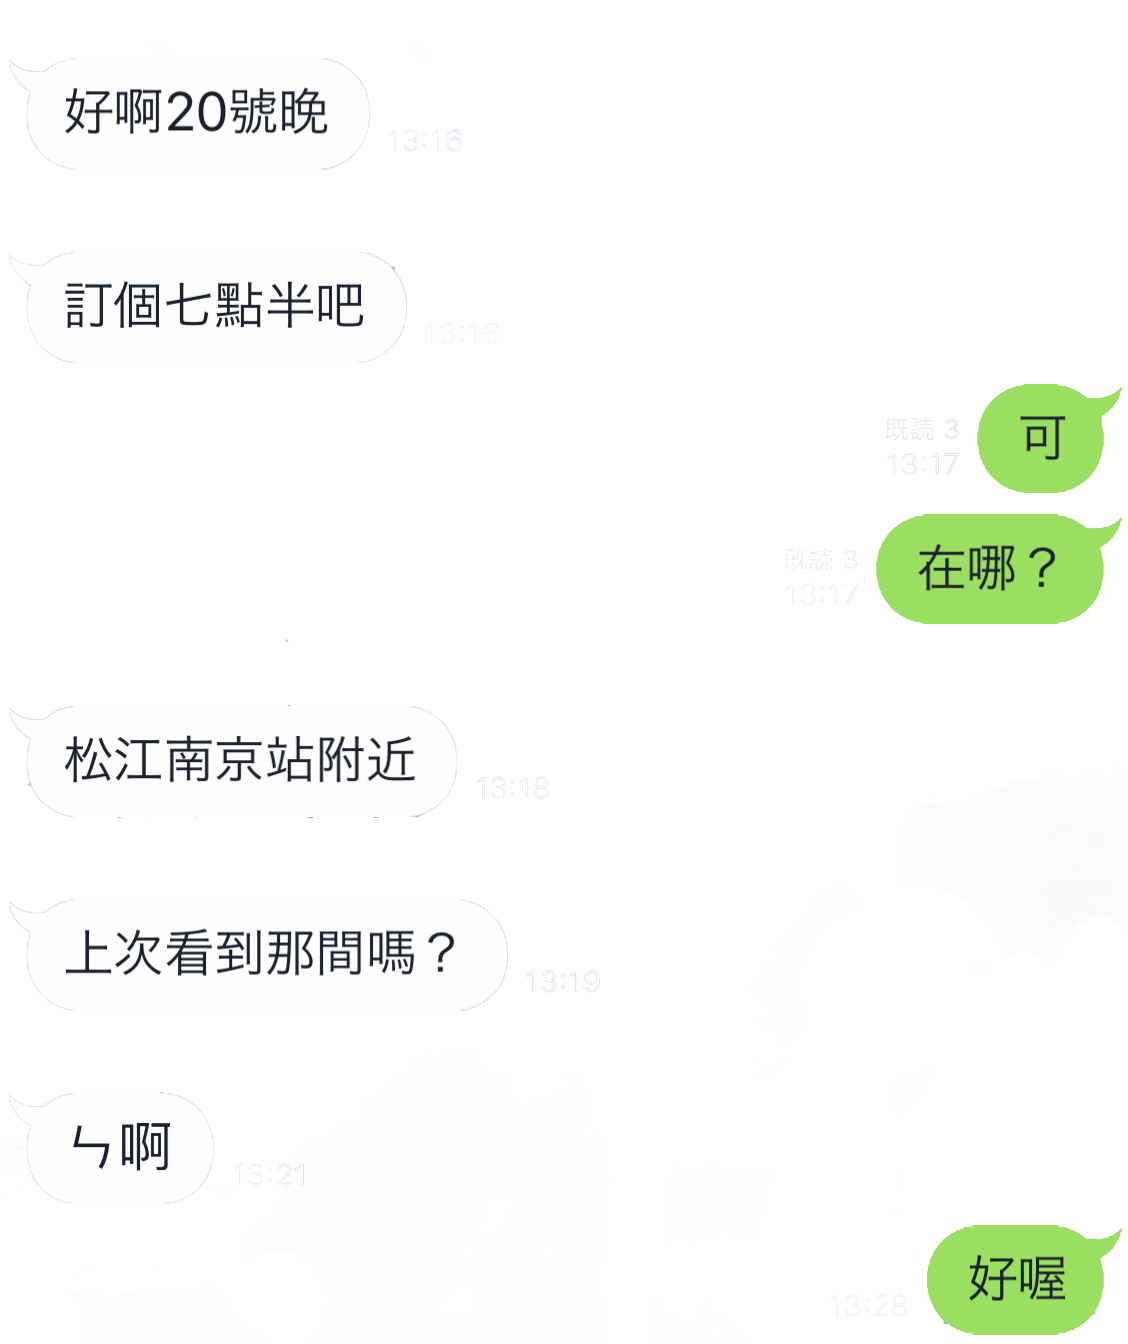 好啊20號晚
13:16
訂個七點半吧
13:16
可
既読 3
13:17
在哪？
既読 3
13:17
松江南京站附近
13:18
上次看到那間嗎？
13:19
ㄣ啊
13:21
好喔
13:28